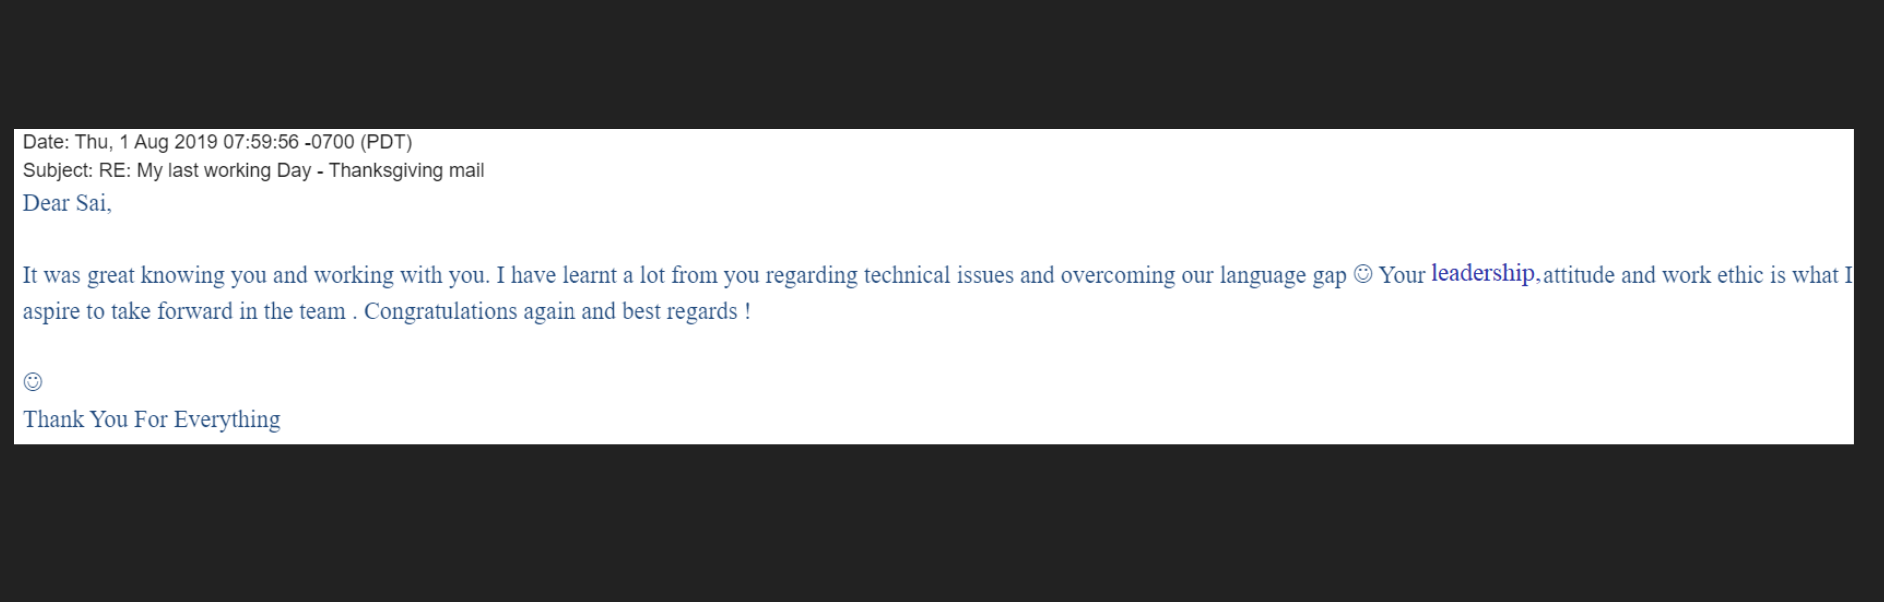 Date: Thu, 1 Aug 2019 07:59:56 -0700 (PDT)
Subject: RE: My last working Day - Thanksgiving mail
Dear Sai,
It was great knowing you and working with you. I have learnt a lot from you regarding technical issues and overcoming our language gap ☺ Your leadership, attitude and work ethic is what I
aspire to take forward in the team . Congratulations again and best regards !
☺
Thank You For Everything